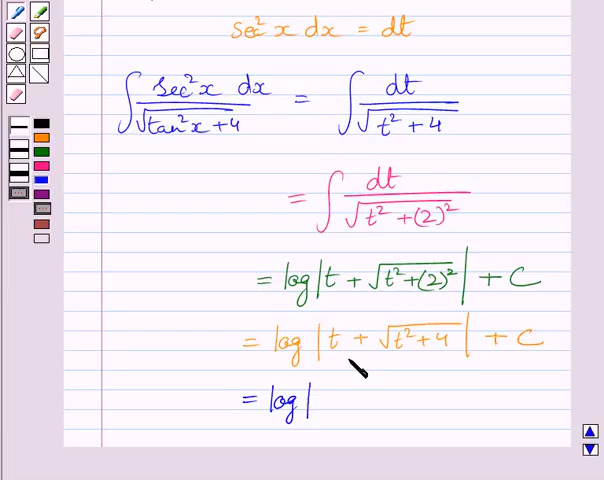 sec²x dx = dt
∫ sec²x dx / √(tan²x + 4) = ∫ dt / √(t² + 4)
= ∫ dt / √(t² + (2)²)
= log|t + √(t² + (2)²)| + C
= log|t + √(t² + 4)| + C
= log|